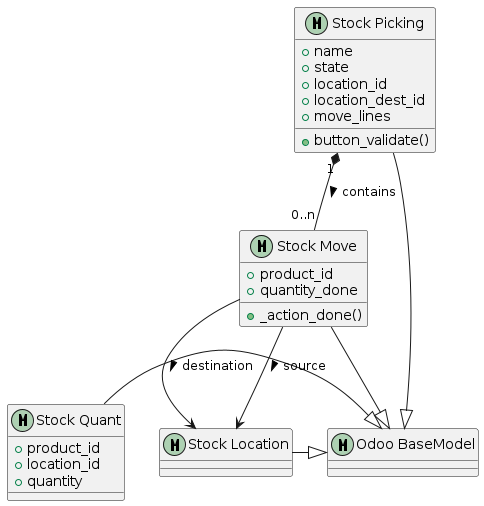 M Stock Picking
name
state
location_id
location_dest_id
move_lines
button_validate()
1
contains
0..n
M Stock Move
product_id
quantity_done
_action_done()
destination
source
M Stock Quant
product_id
location_id
quantity
M Stock Location
M Odoo BaseModel